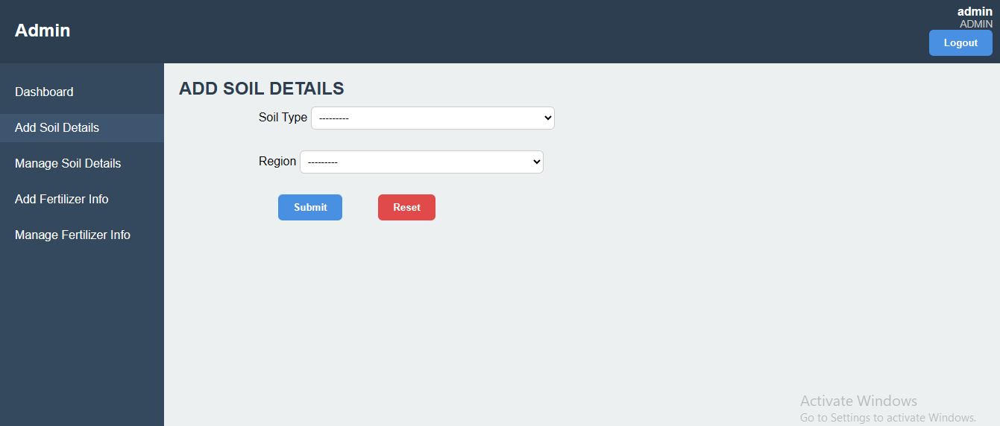 Admin
admin
ADMIN
Logout
Dashboard
Add Soil Details
Manage Soil Details
Add Fertilizer Info
Manage Fertilizer Info
ADD SOIL DETAILS
Soil Type ---------
Region ---------
Submit Reset
Activate Windows
Go to Settings to activate Windows.